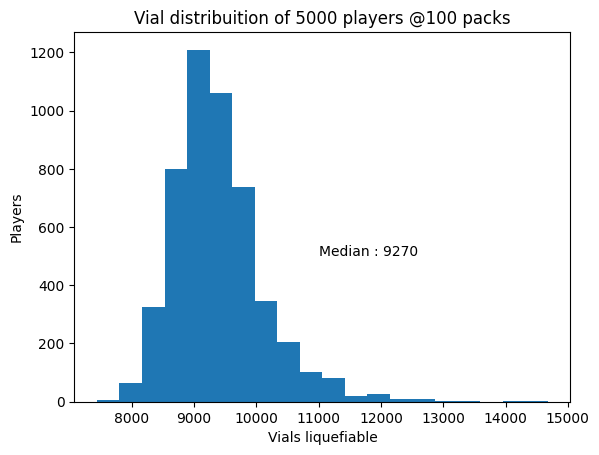 Vial distribuition of 5000 players @100 packs
1200
1000
800
600
400
200
0
Players
Median : 9270
8000 9000 10000 11000 12000 13000 14000 15000
Vials liquefiable